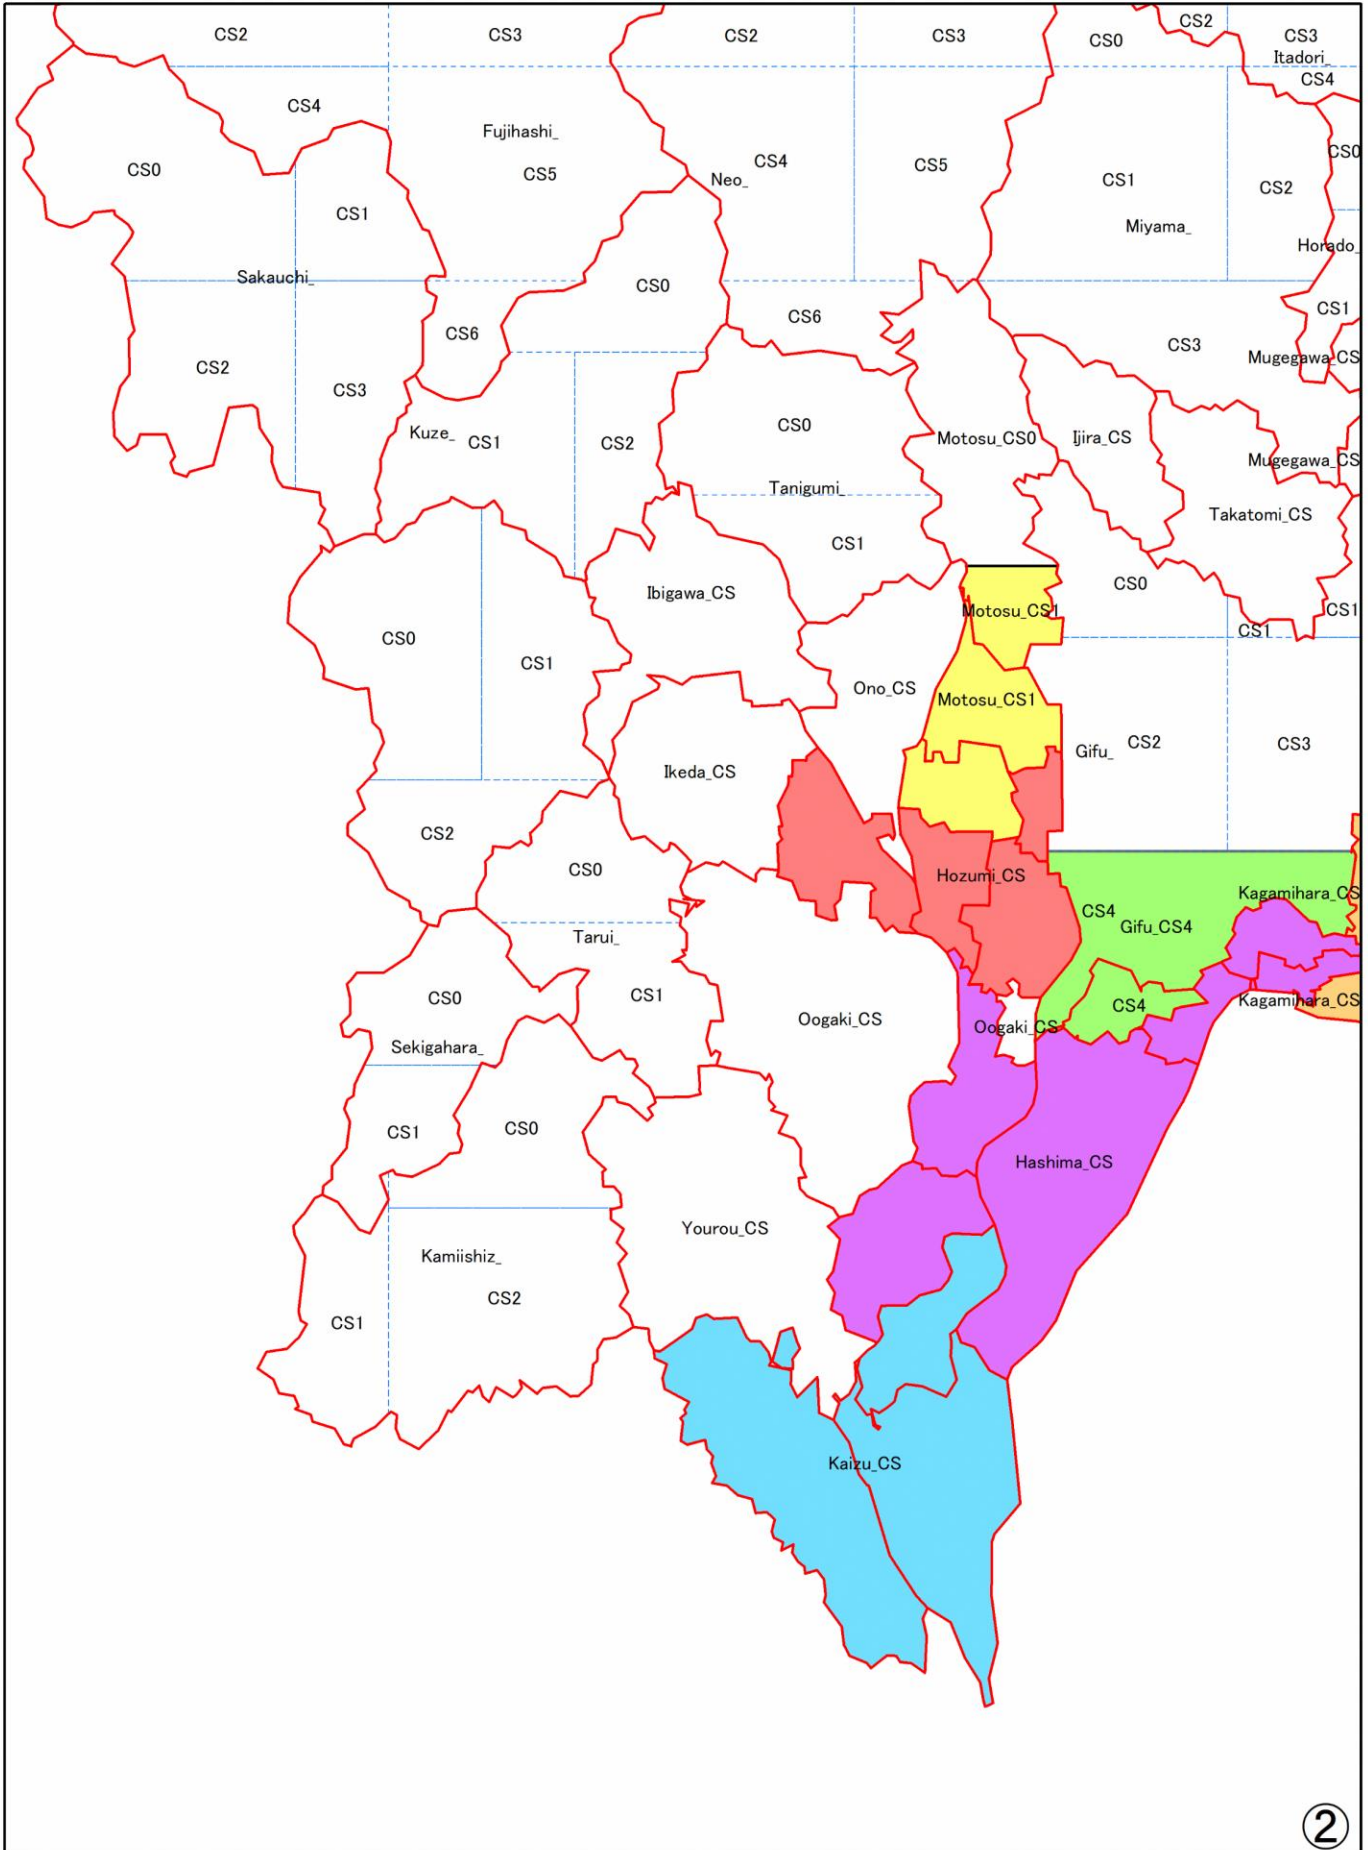 CS2
CS3
CS2
CS3
CS0
CS2
CS3
Itadori_
CS4
CS4
Fujihashi_
CS5
CS0
Neo_
CS4
CS5
CS1
CS2
CS0
Miyama_
Horado_
CS1
Sakauchi_
CS0
CS6
CS6
CS1
CS3
Mugegawa_CS
CS2
CS3
Kuze_
CS1
CS2
CS0
Motosu_CS0
Ijira_CS
Mugegawa_CS
Tanigumi_
Takatomi_CS
CS1
Ibigawa_CS
CS0
Motosu_CS1
CS1
CS1
CS0
CS1
Ono_CS
Motosu_CS1
Gifu_
CS2
CS3
Ikeda_CS
CS2
CS0
Hozumi_CS
Kagamihara_CS
CS4
Gifu_CS4
Tarui_
CS0
CS1
Sekigahara_
Oogaki_CS
Oogaki_CS
CS4
Kagamihara_CS
CS1
CS0
Hashima_CS
Yourou_CS
Kamiishiz_
CS2
CS1
Kaizu_CS
②